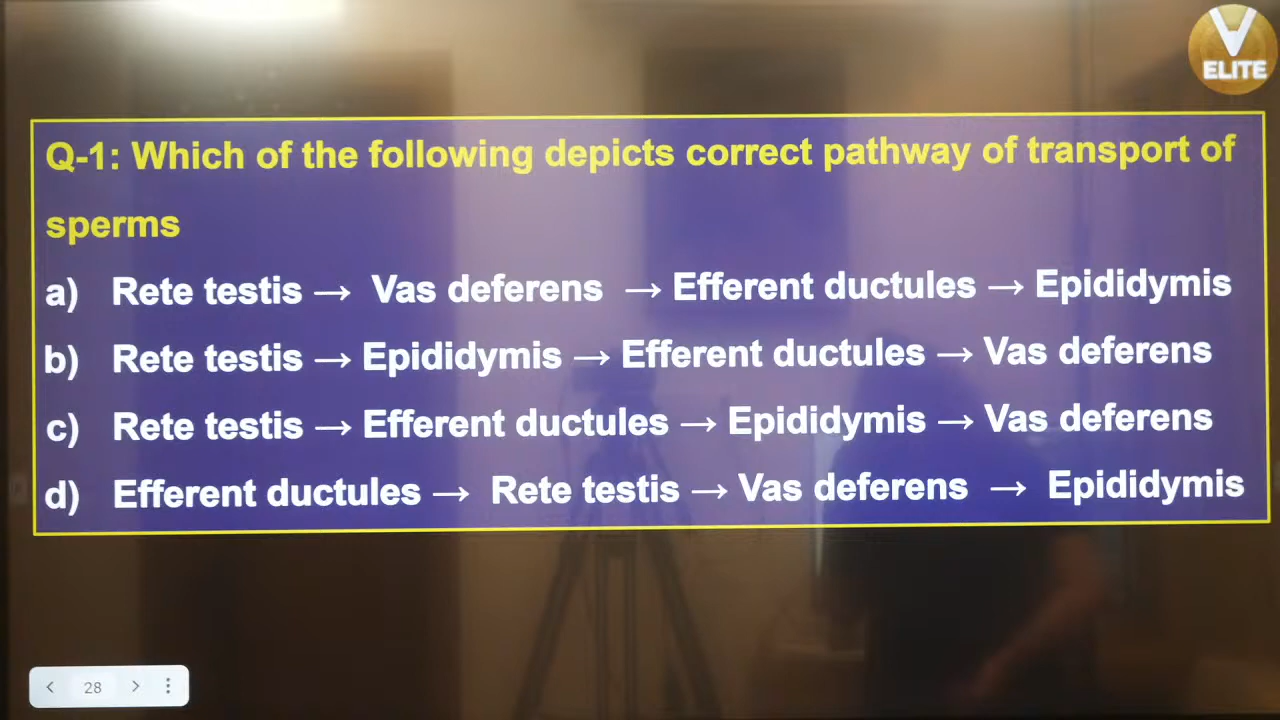 V
ELITE
Q-1: Which of the following depicts correct pathway of transport of
sperms
a) Rete testis → Vas deferens → Efferent ductules → Epididymis
b) Rete testis → Epididymis → Efferent ductules → Vas deferens
c) Rete testis → Efferent ductules → Epididymis → Vas deferens
d) Efferent ductules → Rete testis → Vas deferens → Epididymis
< 28 > ⋮